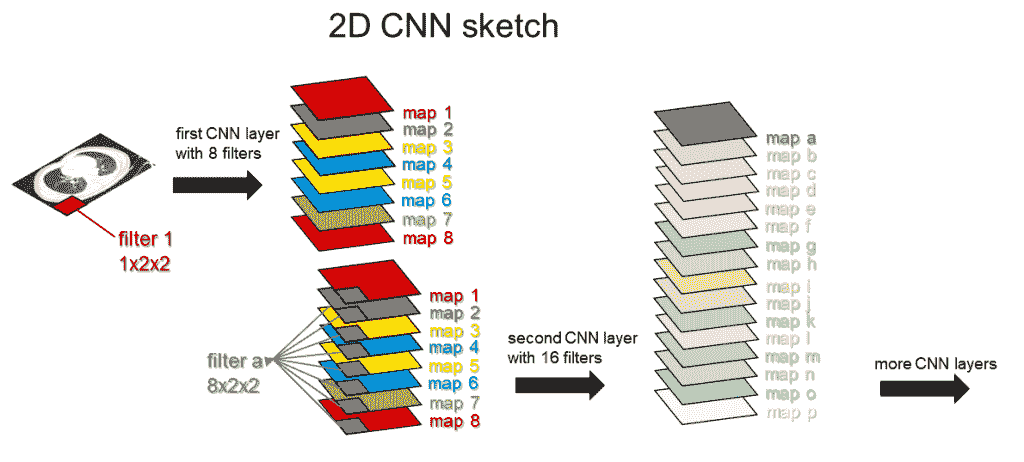 2D CNN sketch
first CNN layer
with 8 filters
map 1
map 2
map 3
map 4
map 5
map 6
map 7
map 8
filter 1
1x2x2
map 1
map 2
map 3
map 4
map 5
map 6
map 7
map 8
filter a
8x2x2
second CNN layer
with 16 filters
map a
map b
map c
map d
map e
map f
map g
map h
map i
map j
map k
map l
map m
map n
map o
map p
more CNN layers